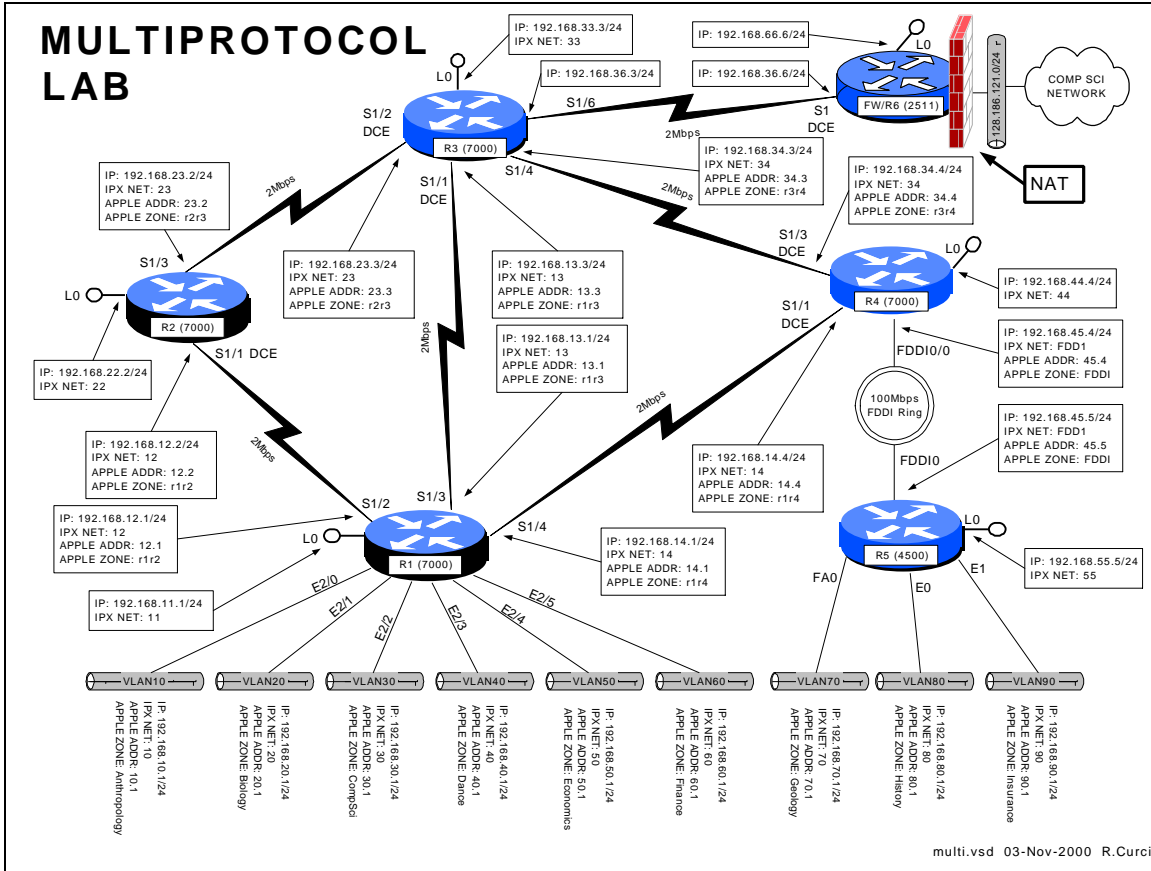 MULTIPROTOCOL
LAB
IP: 192.168.33.3/24
IPX NET: 33
L0
IP: 192.168.36.3/24
S1/2
DCE
S1/6
R3 (7000)
S1/1
DCE
S1/4
2Mbps
IP: 192.168.66.6/24
L0
IP: 192.168.36.6/24
S1
DCE
FW/R6 (2511)
128.186.121.0/24
COMP SCI
NETWORK
NAT
IP: 192.168.34.3/24
IPX NET: 34
APPLE ADDR: 34.3
APPLE ZONE: r3r4
2Mbps
IP: 192.168.34.4/24
IPX NET: 34
APPLE ADDR: 34.4
APPLE ZONE: r3r4
IP: 192.168.23.2/24
IPX NET: 23
APPLE ADDR: 23.2
APPLE ZONE: r2r3
2Mbps
S1/3
L0
R2 (7000)
S1/1 DCE
IP: 192.168.22.2/24
IPX NET: 22
IP: 192.168.23.3/24
IPX NET: 23
APPLE ADDR: 23.3
APPLE ZONE: r2r3
IP: 192.168.13.3/24
IPX NET: 13
APPLE ADDR: 13.3
APPLE ZONE: r1r3
2Mbps
IP: 192.168.13.1/24
IPX NET: 13
APPLE ADDR: 13.1
APPLE ZONE: r1r3
S1/3
DCE
L0
R4 (7000)
S1/1
DCE
IP: 192.168.44.4/24
IPX NET: 44
FDDI0/0
IP: 192.168.45.4/24
IPX NET: FDD1
APPLE ADDR: 45.4
APPLE ZONE: FDDI
100Mbps
FDDI Ring
2Mbps
IP: 192.168.45.5/24
IPX NET: FDD1
APPLE ADDR: 45.5
APPLE ZONE: FDDI
FDDI0
IP: 192.168.14.4/24
IPX NET: 14
APPLE ADDR: 14.4
APPLE ZONE: r1r4
IP: 192.168.12.2/24
IPX NET: 12
APPLE ADDR: 12.2
APPLE ZONE: r1r2
2Mbps
S1/2
S1/3
IP: 192.168.12.1/24
IPX NET: 12
APPLE ADDR: 12.1
APPLE ZONE: r1r2
L0
R1 (7000)
S1/4
IP: 192.168.14.1/24
IPX NET: 14
APPLE ADDR: 14.1
APPLE ZONE: r1r4
IP: 192.168.11.1/24
IPX NET: 11
R5 (4500)
L0
IP: 192.168.55.5/24
IPX NET: 55
E2/0
E2/1
E2/2
E2/3
E2/4
E2/5
FA0
E0
E1
VLAN10
VLAN20
VLAN30
VLAN40
VLAN50
VLAN60
VLAN70
VLAN80
VLAN90
IP: 192.168.10.1/24
IPX NET: 10
APPLE ADDR: 10.1
APPLE ZONE: Anthropology
IP: 192.168.20.1/24
IPX NET: 20
APPLE ADDR: 20.1
APPLE ZONE: Biology
IP: 192.168.30.1/24
IPX NET: 30
APPLE ADDR: 30.1
APPLE ZONE: CompSci
IP: 192.168.40.1/24
IPX NET: 40
APPLE ADDR: 40.1
APPLE ZONE: Dance
IP: 192.168.50.1/24
IPX NET: 50
APPLE ADDR: 50.1
APPLE ZONE: Economics
IP: 192.168.60.1/24
IPX NET: 60
APPLE ADDR: 60.1
APPLE ZONE: Finance
IP: 192.168.70.1/24
IPX NET: 70
APPLE ADDR: 70.1
APPLE ZONE: Geology
IP: 192.168.80.1/24
IPX NET: 80
APPLE ADDR: 80.1
APPLE ZONE: History
IP: 192.168.90.1/24
IPX NET: 90
APPLE ADDR: 90.1
APPLE ZONE: Insurance
multi.vsd 03-Nov-2000 R.Curci